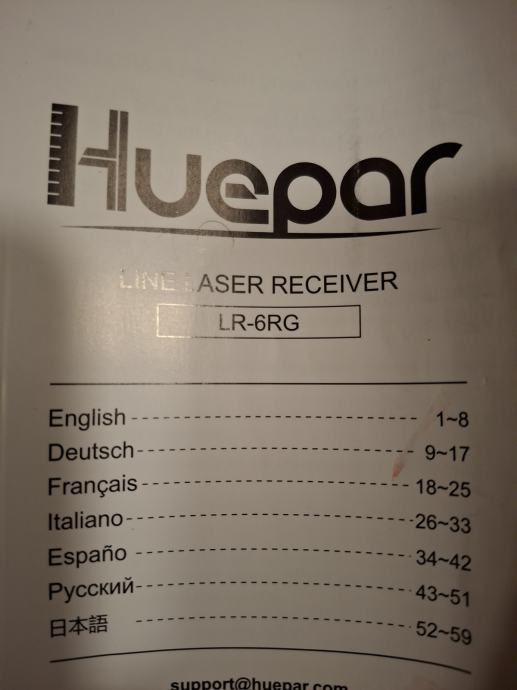 Huepar
LINE LASER RECEIVER
LR-6RG
English 1~8
Deutsch 9~17
Français 18~25
Italiano 26~33
Españo 34~42
Русский 43~51
日本語 52~59
support@huepar.com